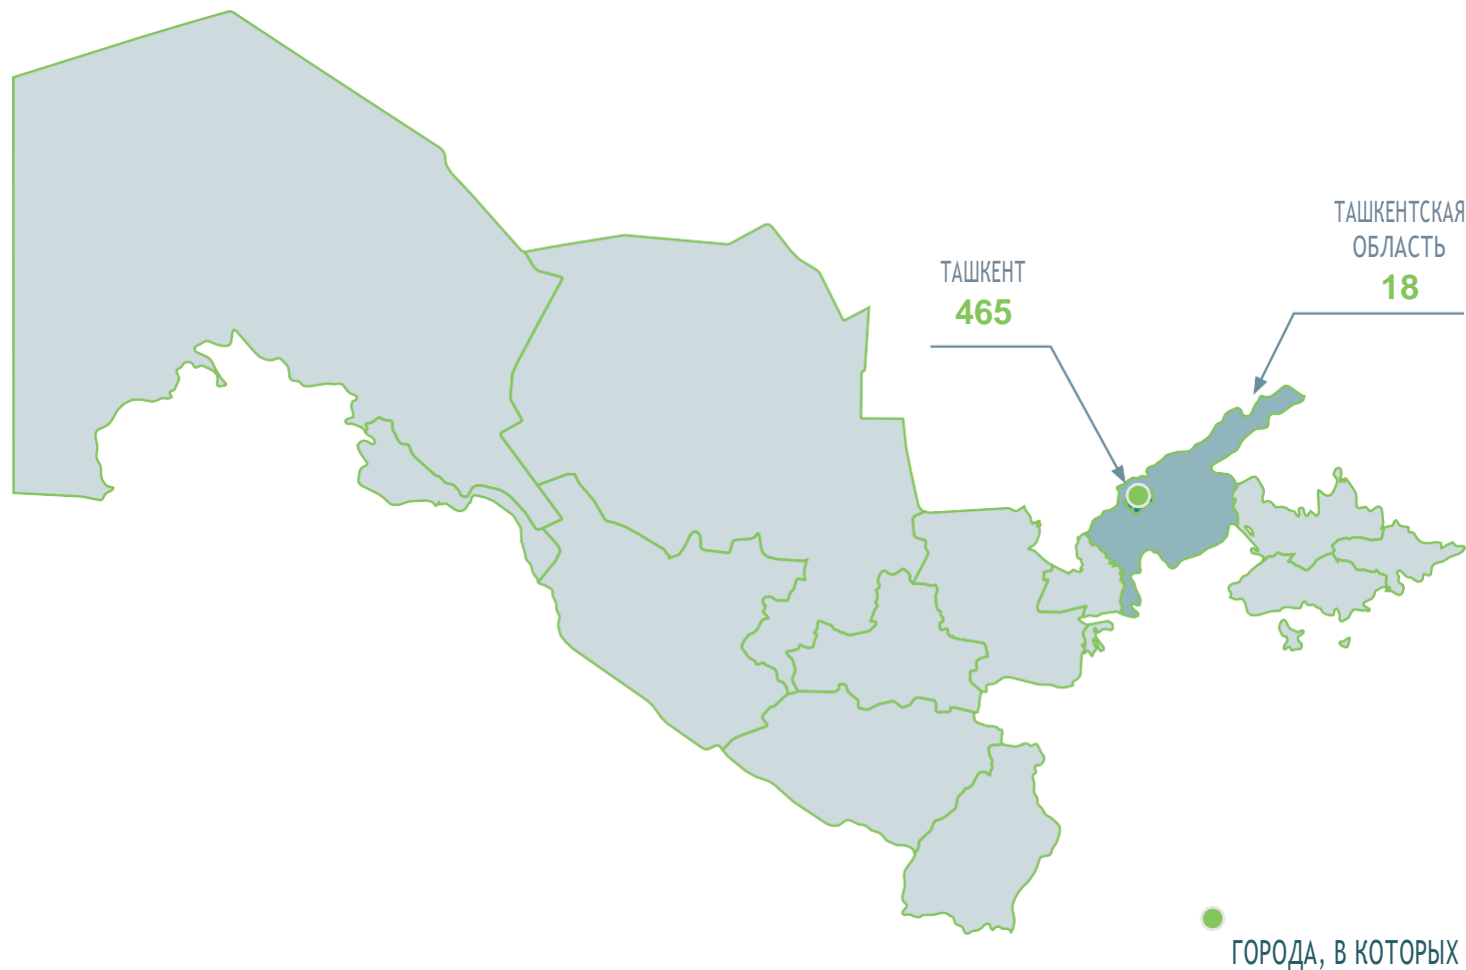 ТАШКЕНТСКАЯ
ОБЛАСТЬ
18
ТАШКЕНТ
465
ГОРОДА, В КОТОРЫХ